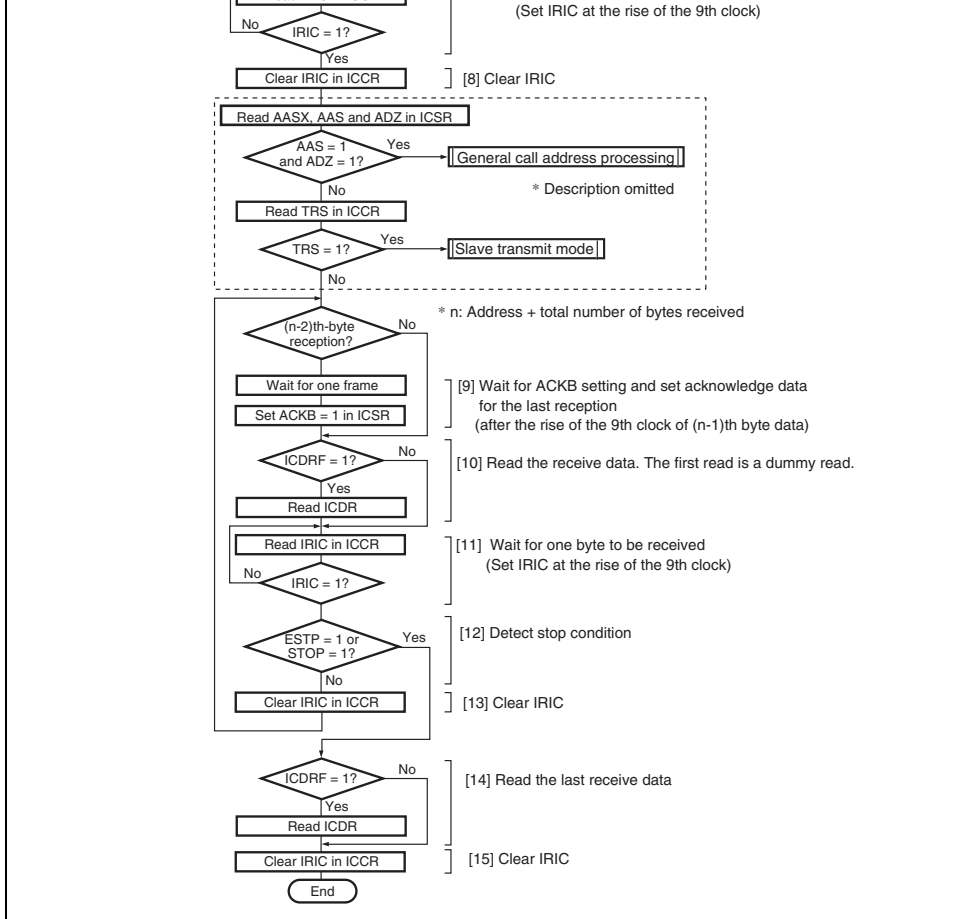 (Set IRIC at the rise of the 9th clock)
No
IRIC = 1?
Yes
Clear IRIC in ICCR
[8] Clear IRIC
Read AASX, AAS and ADZ in ICSR
AAS = 1
and ADZ = 1?
Yes
General call address processing
No
* Description omitted
Read TRS in ICCR
TRS = 1?
Yes
Slave transmit mode
No
* n: Address + total number of bytes received
(n-2)th-byte
reception?
No
Wait for one frame
Set ACKB = 1 in ICSR
[9] Wait for ACKB setting and set acknowledge data
for the last reception
(after the rise of the 9th clock of (n-1)th byte data)
ICDRF = 1?
No
[10] Read the receive data. The first read is a dummy read.
Yes
Read ICDR
Read IRIC in ICCR
[11] Wait for one byte to be received
(Set IRIC at the rise of the 9th clock)
No
IRIC = 1?
ESTP = 1 or
STOP = 1?
Yes
[12] Detect stop condition
No
Clear IRIC in ICCR
[13] Clear IRIC
ICDRF = 1?
No
[14] Read the last receive data
Yes
Read ICDR
Clear IRIC in ICCR
[15] Clear IRIC
End